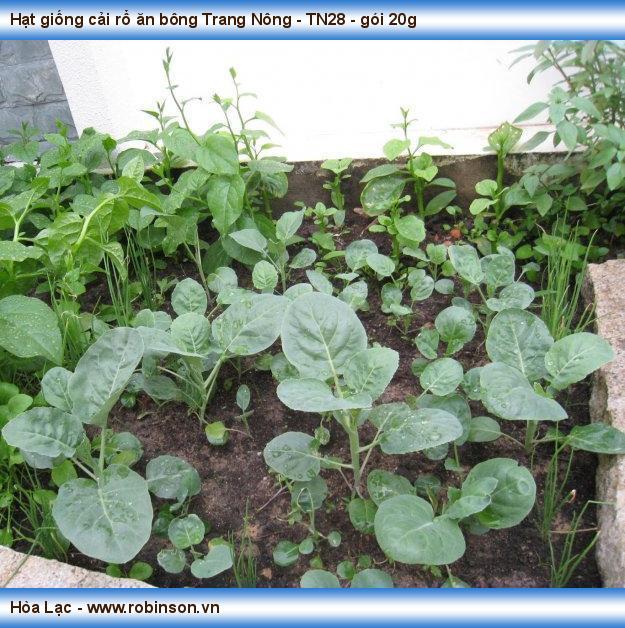 Hạt giống cải rổ ăn bông Trang Nông - TN28 - gói 20g
Hòa Lạc - www.robinson.vn